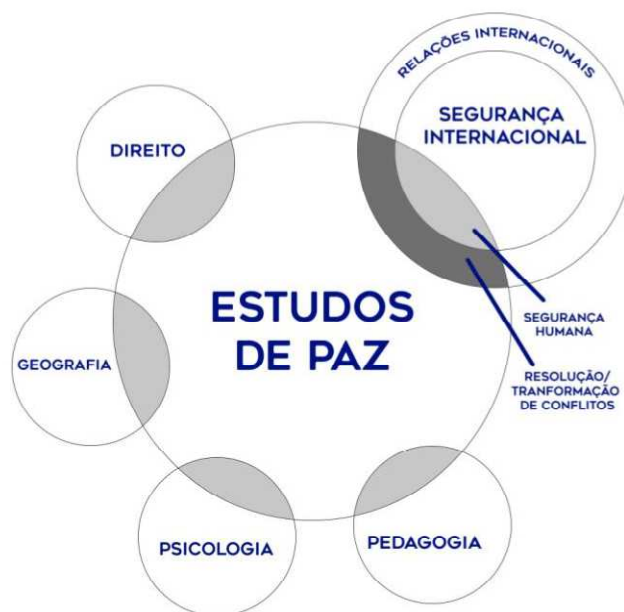 RELAÇÕES INTERNACIONAIS
SEGURANÇA
INTERNACIONAL
DIREITO
ESTUDOS
DE PAZ
SEGURANÇA
HUMANA
GEOGRAFIA
RESOLUÇÃO/
TRANFORMAÇÃO
DE CONFLITOS
PSICOLOGIA
PEDAGOGIA